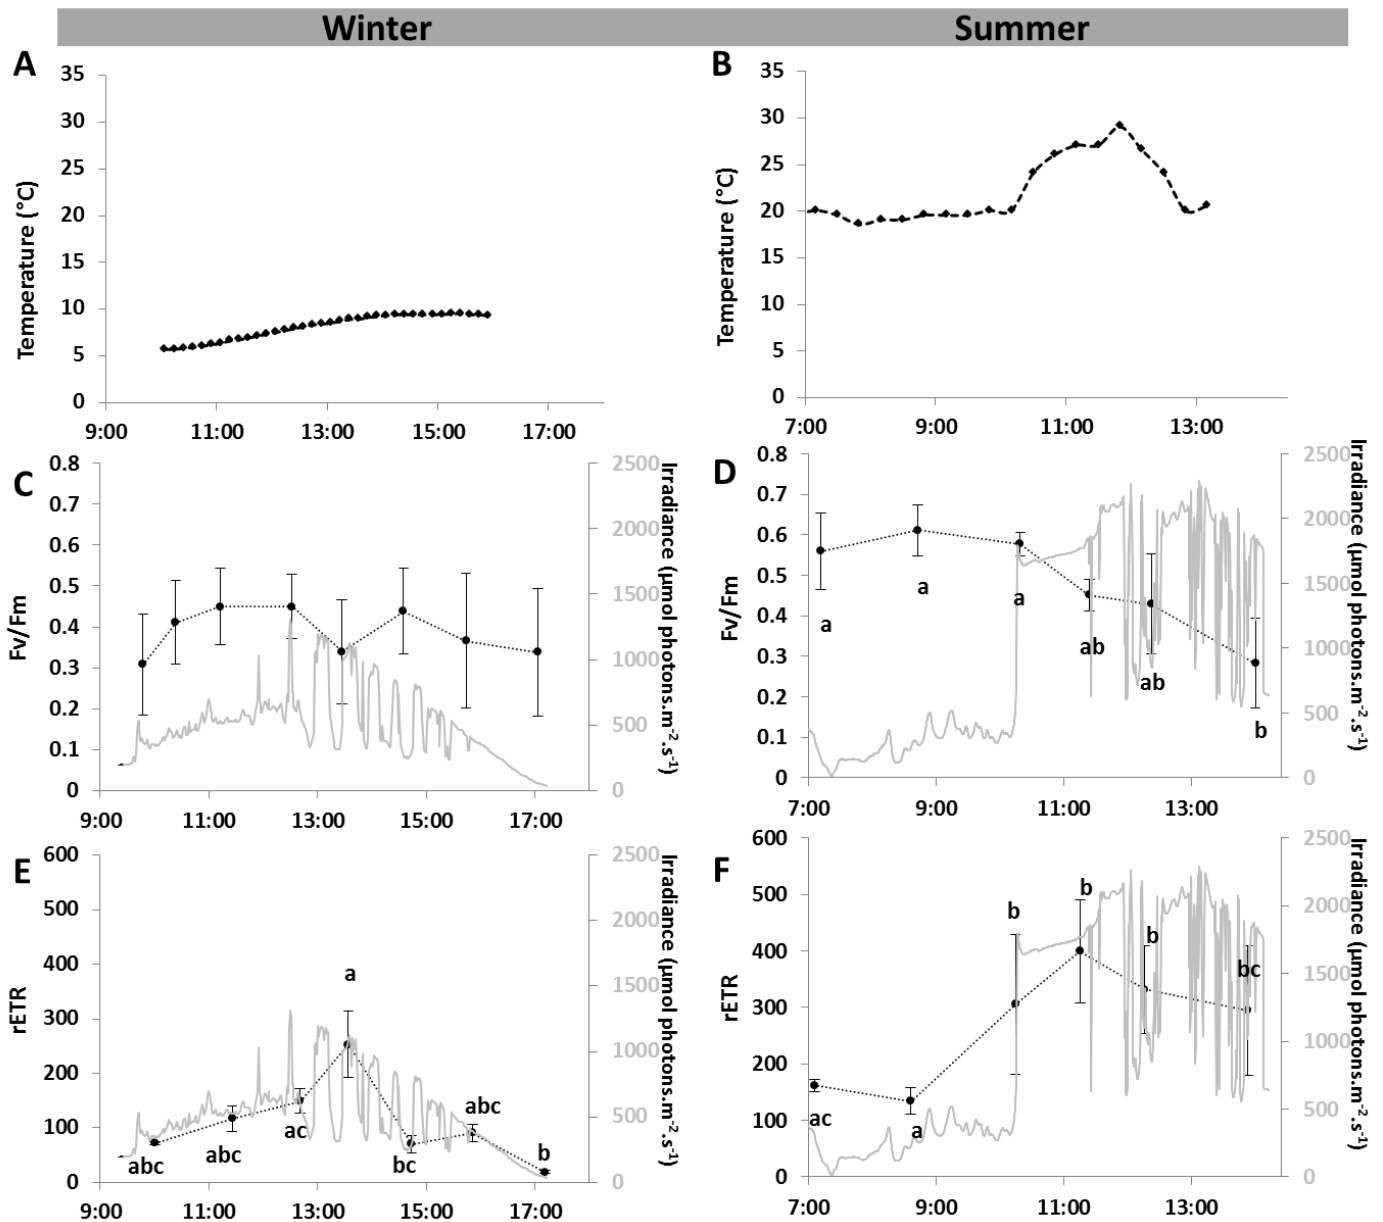 Winter Summer
A
35
30
25
20
15
10
5
0
Temperature (°C)
9:00 11:00 13:00 15:00 17:00
B
35
30
25
20
15
10
5
0
Temperature (°C)
7:00 9:00 11:00 13:00
C
0.8
0.7
0.6
0.5
0.4
0.3
0.2
0.1
0
Fv/Fm
2500
2000
1500
1000
500
0
Irradiance (µmol photons.m⁻².s⁻¹)
9:00 11:00 13:00 15:00 17:00
D
0.8
0.7
0.6
0.5
0.4
0.3
0.2
0.1
0
Fv/Fm
a
a
a
ab
ab
b
2500
2000
1500
1000
500
0
Irradiance (µmol photons.m⁻².s⁻¹)
7:00 9:00 11:00 13:00
E
600
500
400
300
200
100
0
rETR
abc
abc
ac
a
bc
abc
b
2500
2000
1500
1000
500
0
Irradiance (µmol photons.m⁻².s⁻¹)
9:00 11:00 13:00 15:00 17:00
F
600
500
400
300
200
100
0
rETR
ac
a
b
b
b
bc
2500
2000
1500
1000
500
0
Irradiance (µmol photons.m⁻².s⁻¹)
7:00 9:00 11:00 13:00